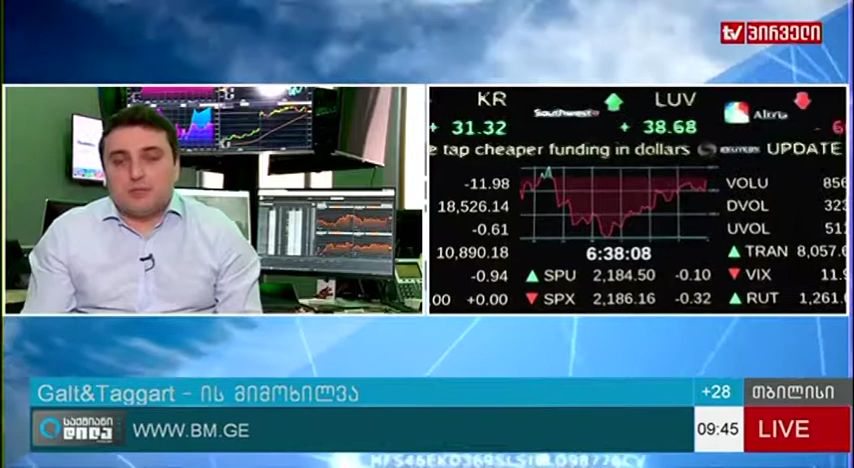 tv პირველი
KR LUV
+ 31.32 Southwest + 38.68 Altria
e tap cheaper funding in dollars REUTERS UPDATE
-11.98 VOLU 856
18,526.14 DVOL 323
-0.61 UVOL 512
10,890.18 6:38:08 TRAN 8,057.6
-0.94 SPU 2,184.50 -0.10 VIX 11.9
00 +0.00 SPX 2,186.16 -0.32 RUT 1,261.
Galt&Taggart - ის მიმოხილვა +28 თბილისი
საქმიანი
დილა WWW.BM.GE 09:45 LIVE